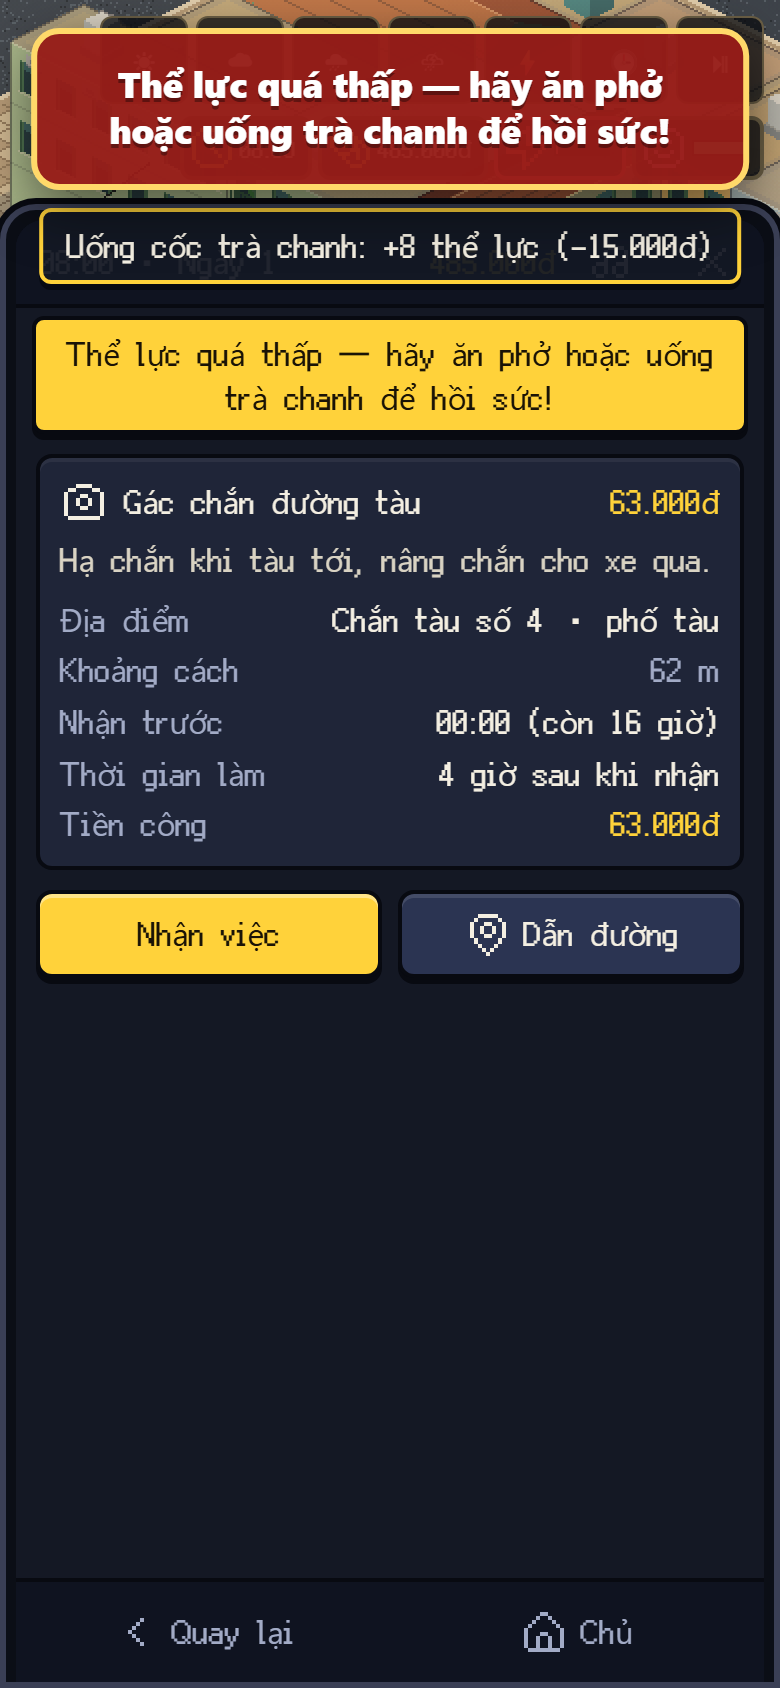 Thể lực quá thấp — hãy ăn phở
hoặc uống trà chanh để hồi sức!
Uống cốc trà chanh: +8 thể lực (-15.000đ)
Thể lực quá thấp — hãy ăn phở hoặc uống
trà chanh để hồi sức!
Gác chắn đường tàu 63.000đ
Hạ chắn khi tàu tới, nâng chắn cho xe qua.
Địa điểm Chắn tàu số 4 · phố tàu
Khoảng cách 62 m
Nhận trước 00:00 (còn 16 giờ)
Thời gian làm 4 giờ sau khi nhận
Tiền công 63.000đ
Nhận việc Dẫn đường
Quay lại Chủ